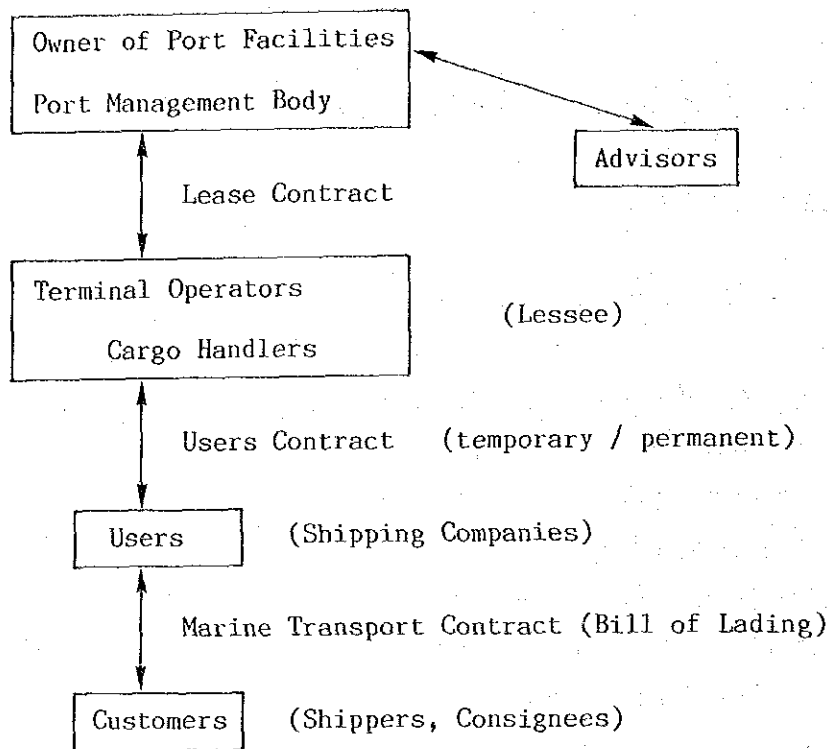 Owner of Port Facilities
Port Management Body
Advisors
Lease Contract
Terminal Operators
(Lessee)
Cargo Handlers
Users Contract (temporary / permanent)
Users (Shipping Companies)
Marine Transport Contract (Bill of Lading)
Customers (Shippers, Consignees)